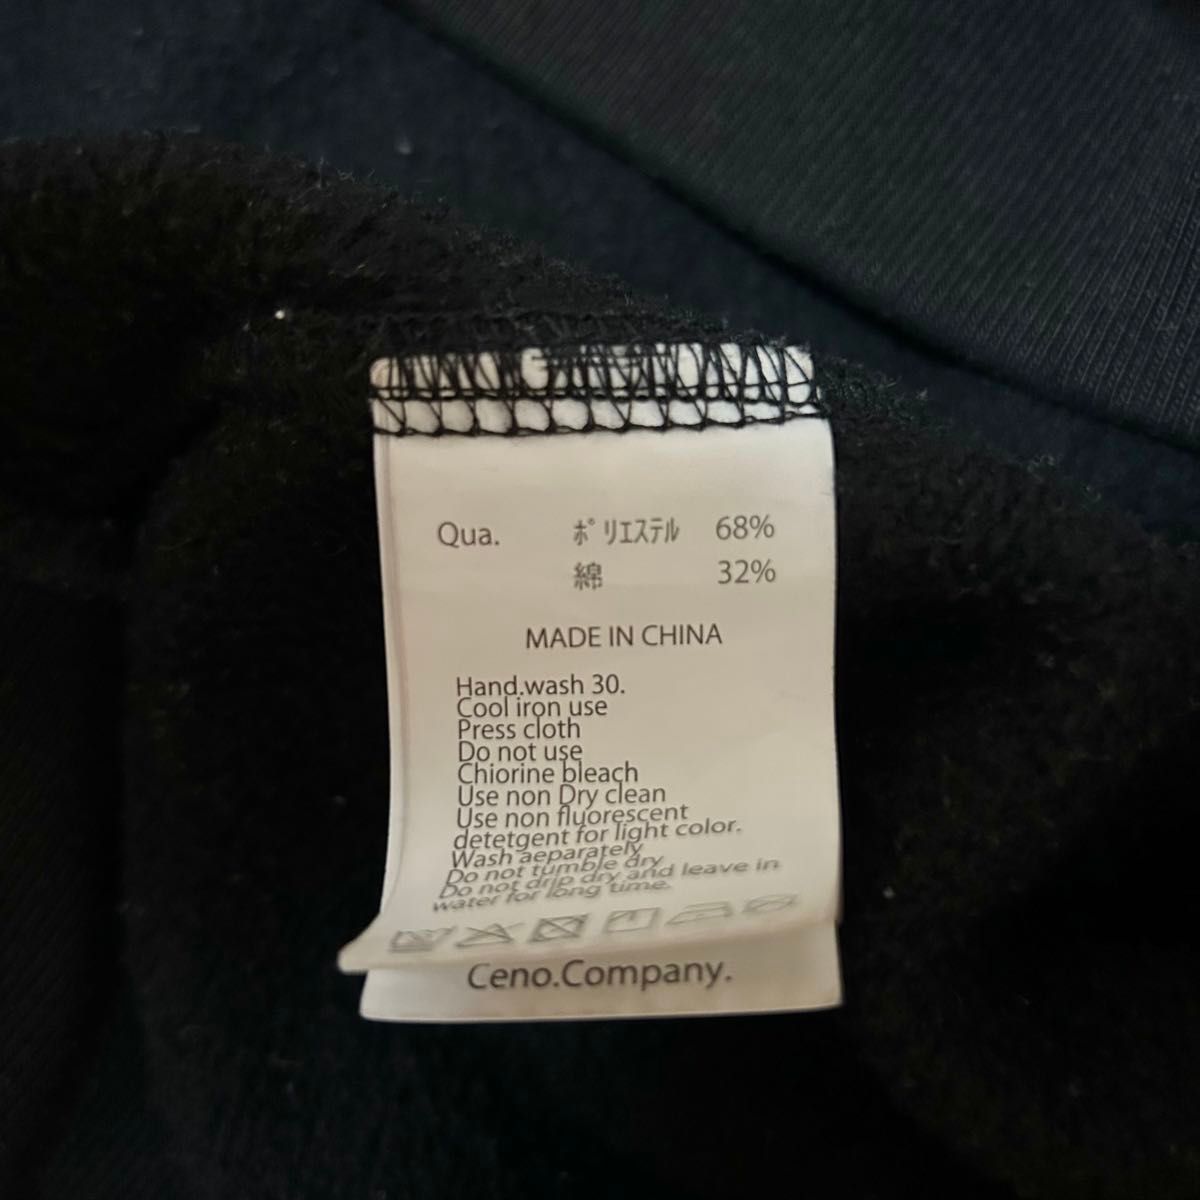 Qua. ﾎﾟﾘｴｽﾃﾙ 68%
綿 32%
MADE IN CHINA
Hand.wash 30.
Cool iron use
Press cloth
Do not use
Chiorine bleach
Use non Dry clean
Use non fluorescent
detetgent for light color.
Wash aeparately
Do not tumble dry
Do not drip dry and leave in
water for long time.
Ceno.Company.